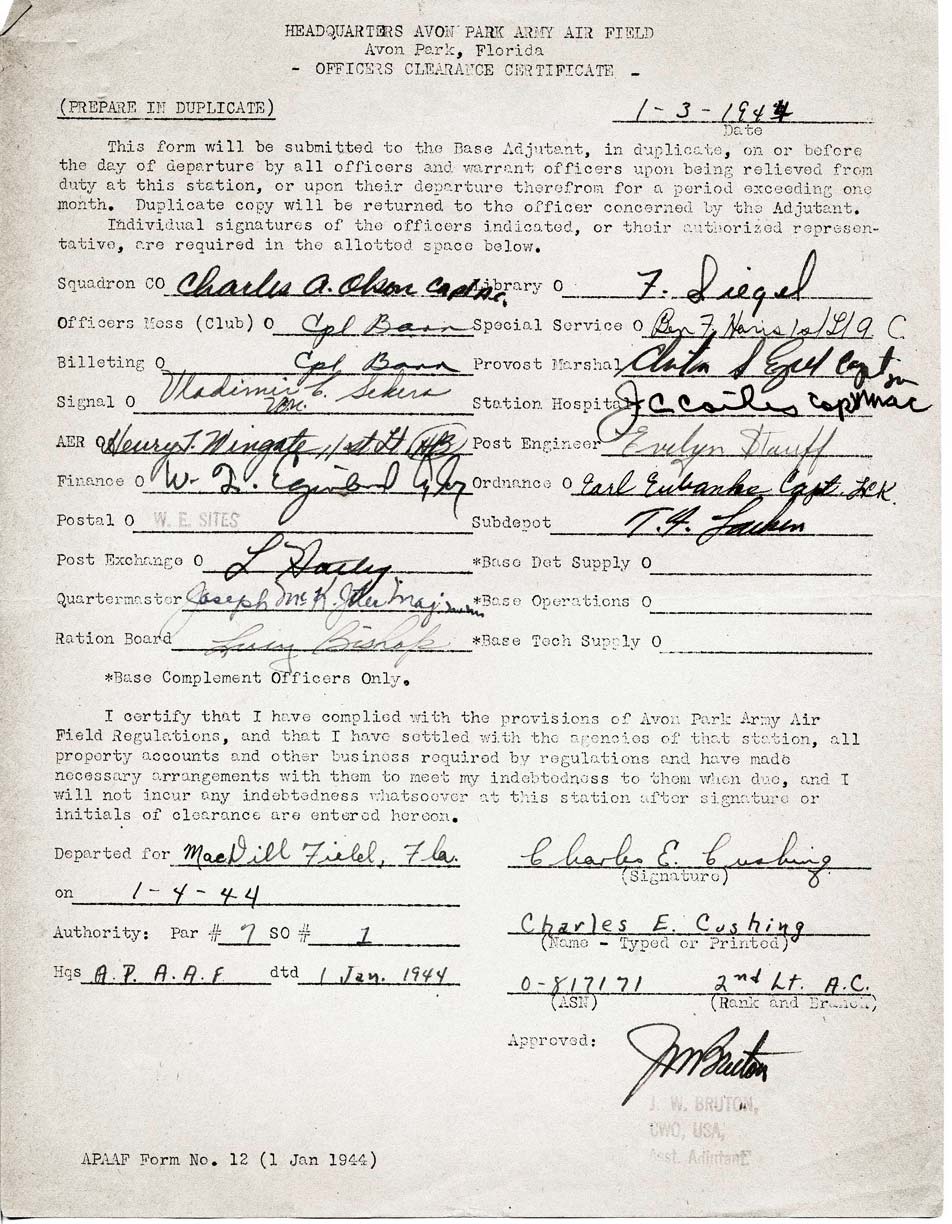 HEADQUARTERS AVON PARK ARMY AIR FIELD
Avon Park, Florida
- OFFICERS CLEARANCE CERTIFICATE -
(PREPARE IN DUPLICATE) 1-3-1944
Date
This form will be submitted to the Base Adjutant, in duplicate, on or before
the day of departure by all officers and warrant officers upon being relieved from
duty at this station, or upon their departure therefrom for a period exceeding one
month. Duplicate copy will be returned to the officer concerned by the Adjutant.
Individual signatures of the officers indicated, or their authorized represen-
tative, are required in the allotted space below.
Squadron CO Charles A. Olson Library O F. Siegel
Officers Mess (Club) O Cpl Special Service O Ben F. Harris 1st Lt A.C.
Billeting O Cpl Provost Marshal Capt
Signal O Vladimir C. Sekera Station Hospital J C Capt MAC
AER O Henry T. Wingate 1st Lt Post Engineer Evelyn Stauff
Finance O W. Ordnance O Earl Eubanks Capt.
Postal O W. E. SITES Subdepot T. A.
Post Exchange O L *Base Det Supply O
Quartermaster Joseph McK. Maj. *Base Operations O
Ration Board Lucy Bishop *Base Tech Supply O
*Base Complement Officers Only.
I certify that I have complied with the provisions of Avon Park Army Air
Field Regulations, and that I have settled with the agencies of that station, all
property accounts and other business required by regulations and have made
necessary arrangements with them to meet my indebtedness to them when due, and I
will not incur any indebtedness whatsoever at this station after signature or
initials of clearance are entered hereon.
Departed for MacDill Field, Fla. Charles E. Cushing
(Signature)
on 1-4-44
Charles E. Cushing
Authority: Par # 7 SO # 1 (Name - Typed or Printed)
Hqs A.P.A.A.F dtd 1 Jan. 1944 O-817171 2nd Lt. A.C.
(ASN) (Rank and Branch)
Approved: J W Bruton
J. W. BRUTON,
CWO, USA,
Asst. Adjutant
APAAF Form No. 12 (1 Jan 1944)